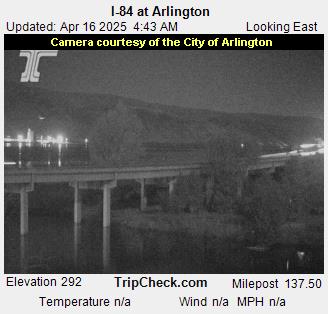 I-84 at Arlington
Updated: Apr 16 2025 4:43 AM Looking East
Camera courtesy of the City of Arlington
Elevation 292 TripCheck.com Milepost 137.50
Temperature n/a Wind n/a MPH n/a